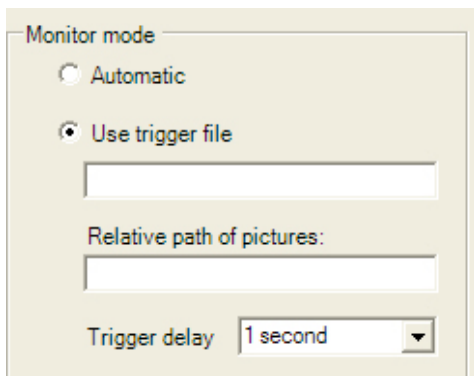 Monitor mode
Automatic
Use trigger file
Relative path of pictures:
Trigger delay 1 second